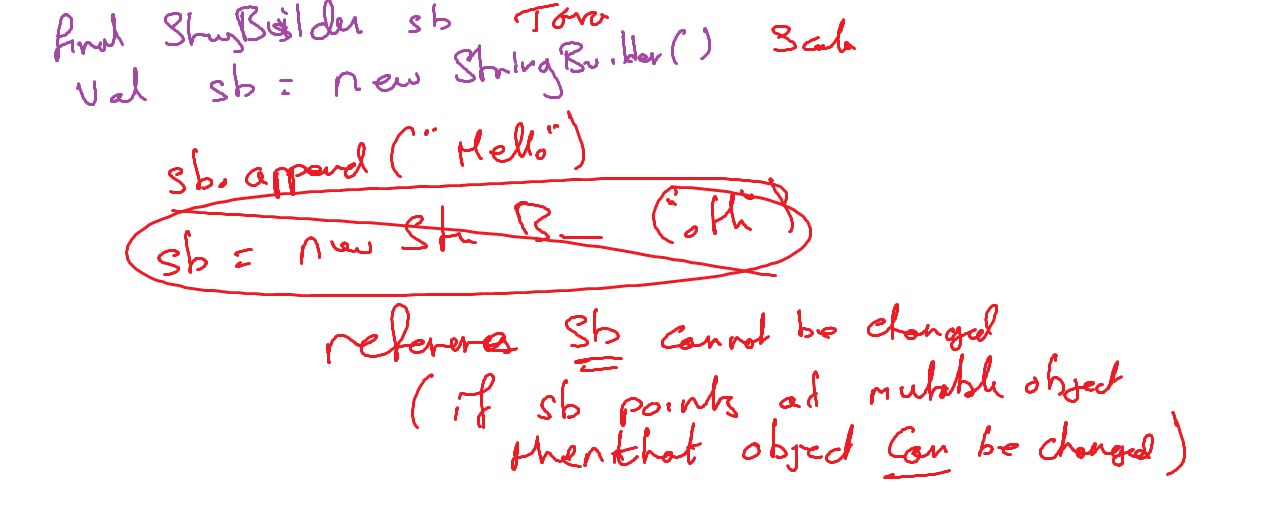 final StringBuilder sb Java
val sb = new StringBuilder() Scala
sb.append("Hello")
sb = new Str B_ ("oth")
reference sb cannot be changed
(if sb points at mutable object
then that object can be changed)